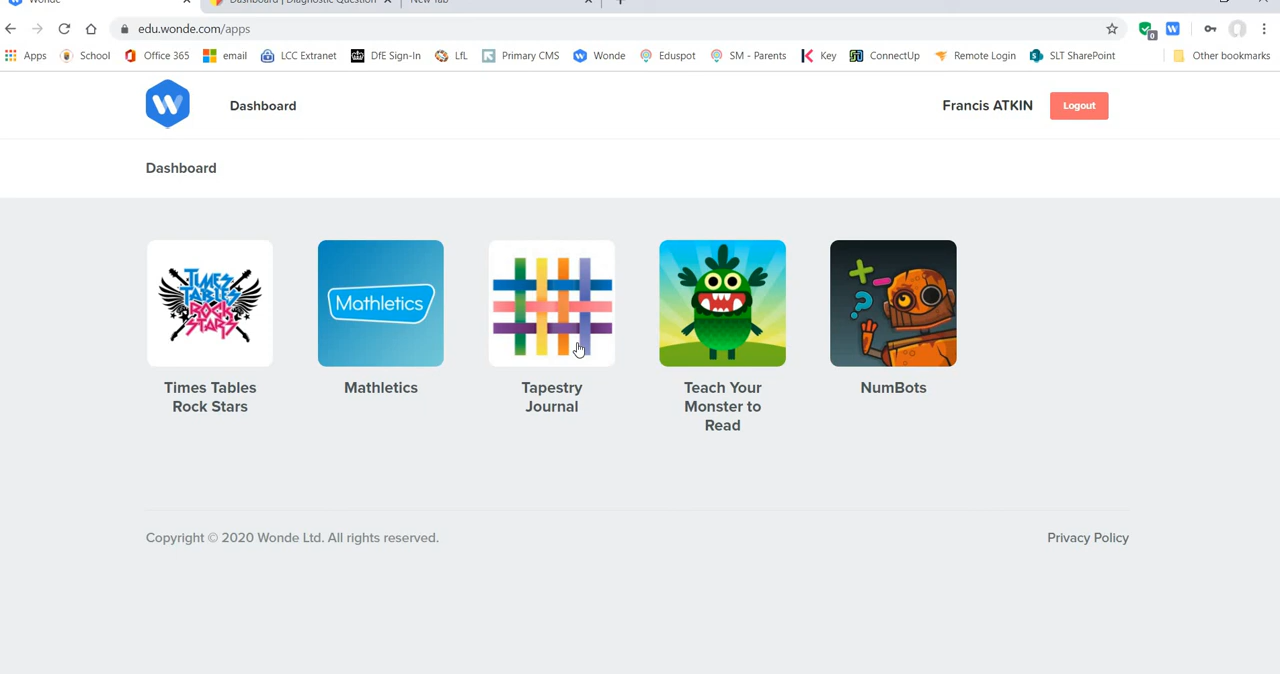 Wonde
Dashboard | Diagnostic Question
New Tab
edu.wonde.com/apps
Apps School Office 365 email LCC Extranet DfE Sign-In LfL Primary CMS Wonde Eduspot SM - Parents Key ConnectUp Remote Login SLT SharePoint Other bookmarks
Dashboard
Francis ATKIN
Logout
Dashboard
TIMES
TABLES
ROCK
STARS
Mathletics
Times Tables
Rock Stars
Mathletics
Tapestry
Journal
Teach Your
Monster to
Read
NumBots
Copyright © 2020 Wonde Ltd. All rights reserved.
Privacy Policy